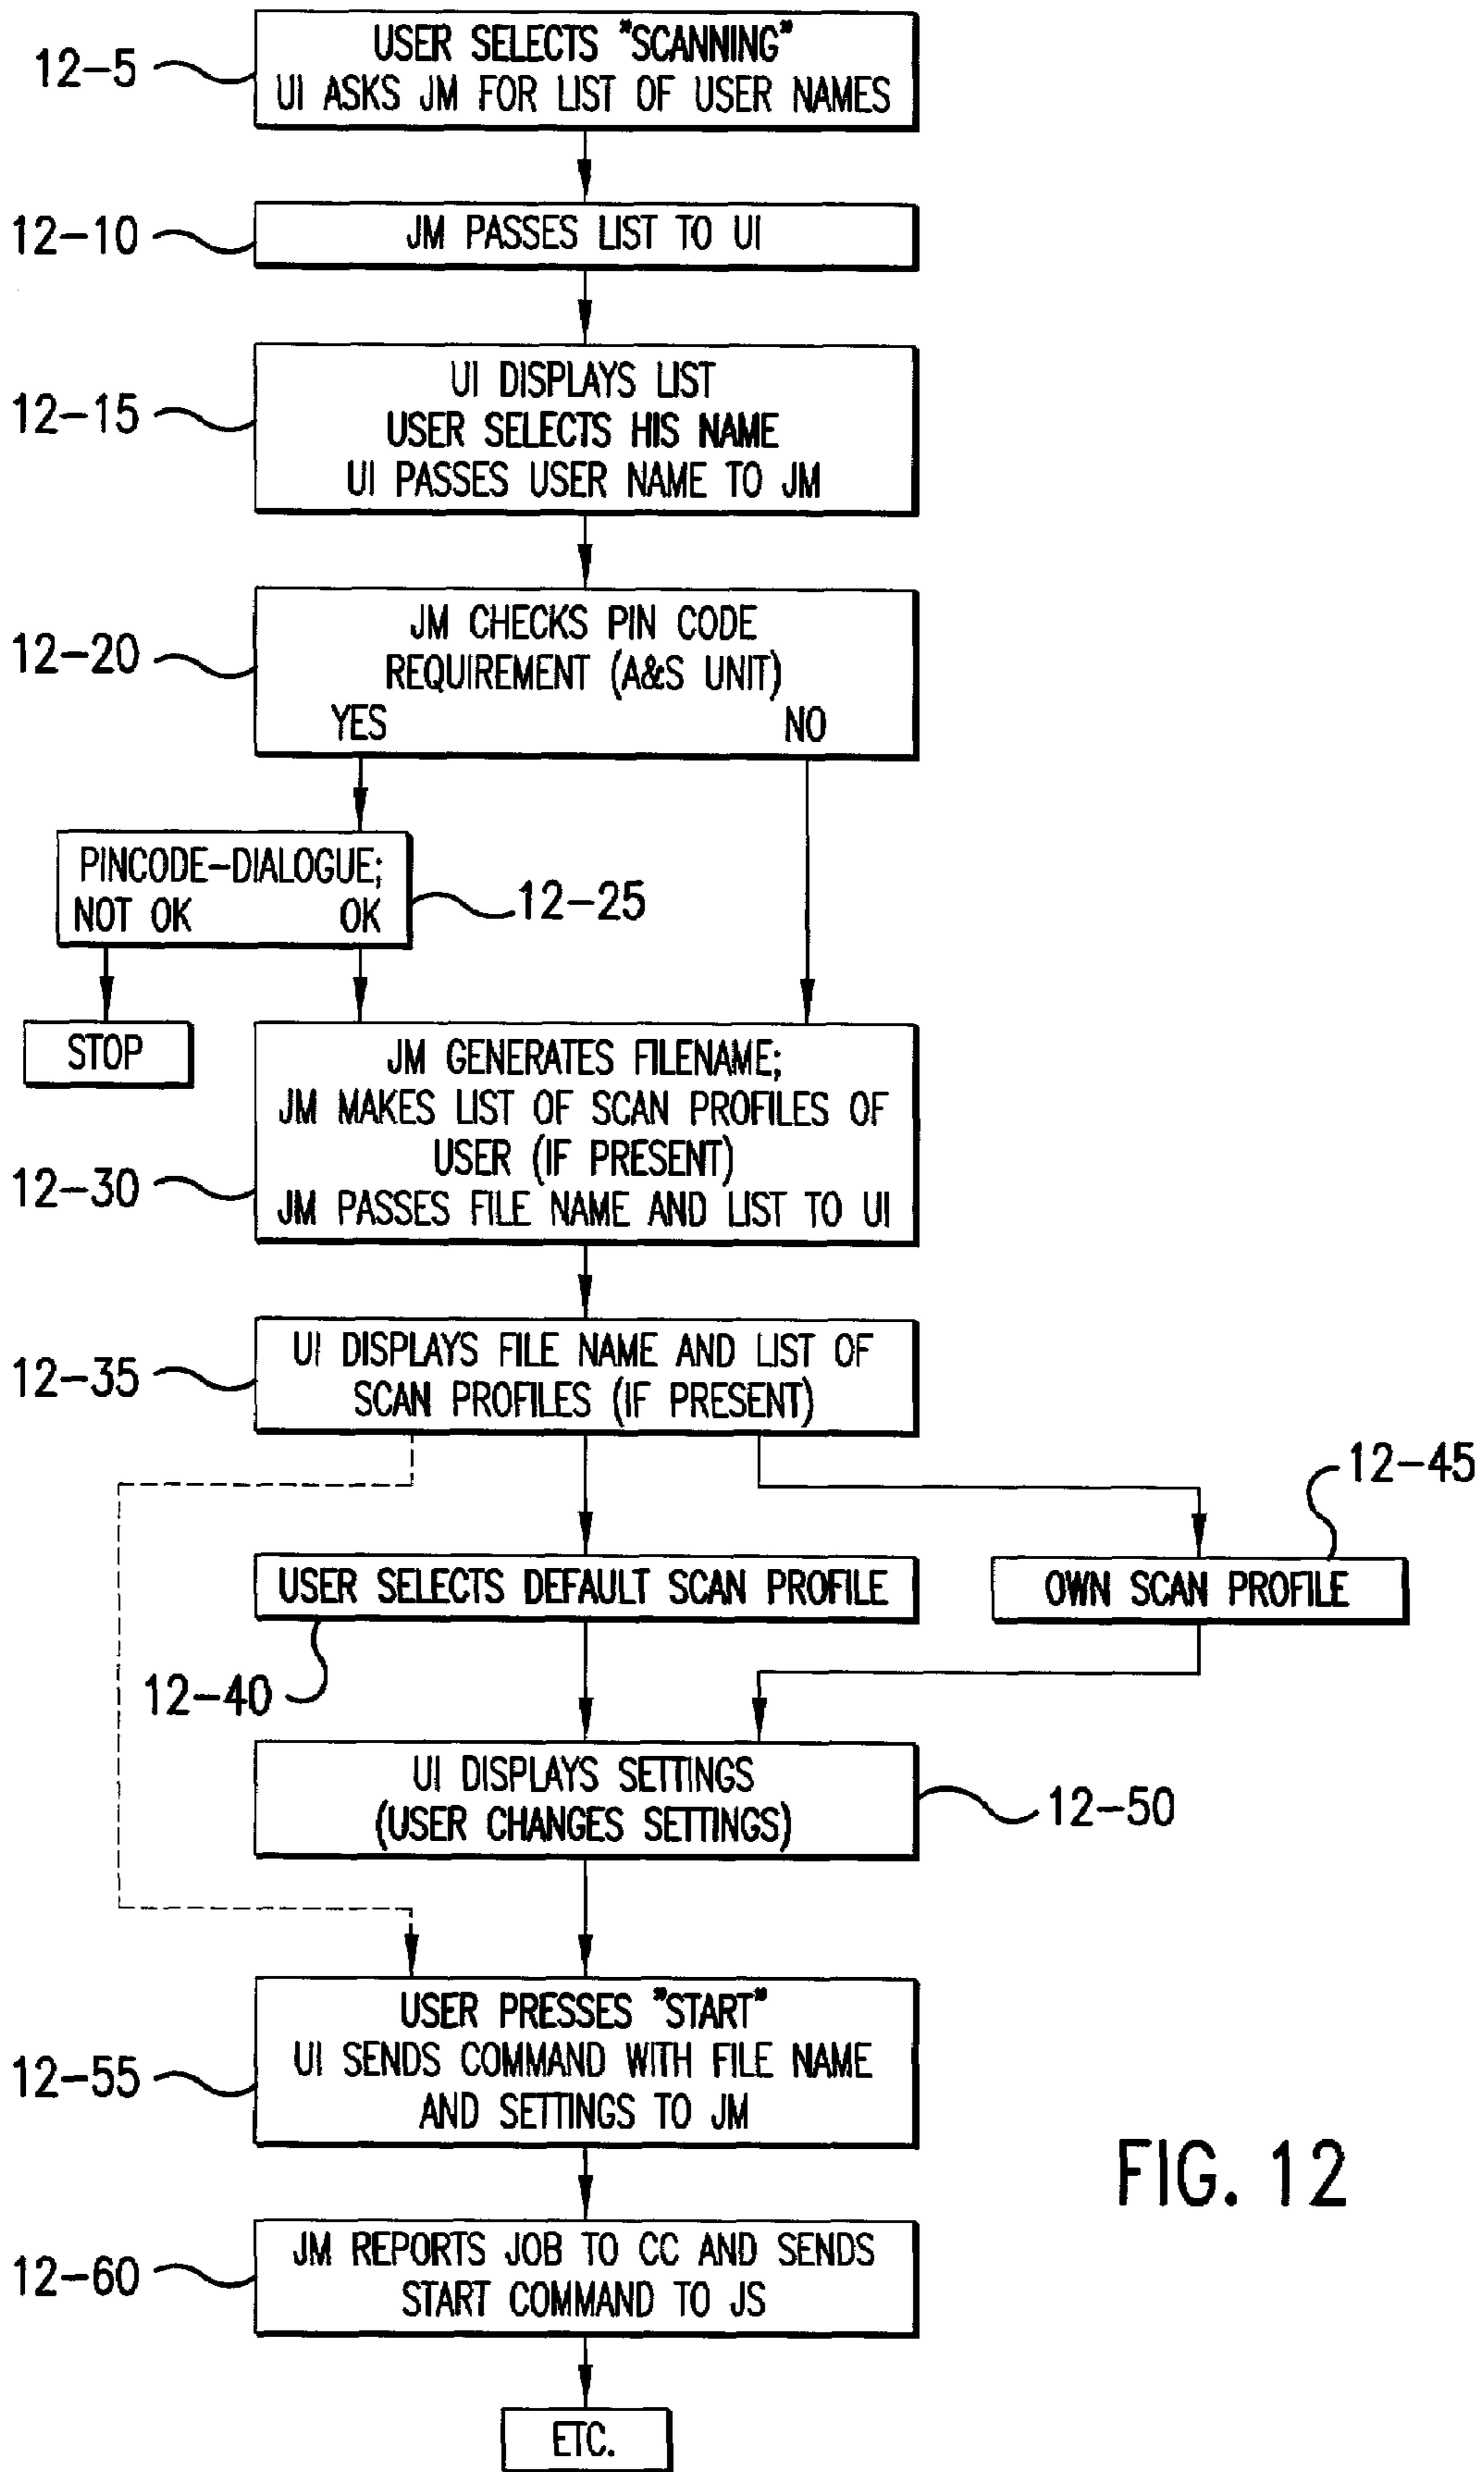 12-5
USER SELECTS "SCANNING"
UI ASKS JM FOR LIST OF USER NAMES
12-10
JM PASSES LIST TO UI
12-15
UI DISPLAYS LIST
USER SELECTS HIS NAME
UI PASSES USER NAME TO JM
12-20
JM CHECKS PIN CODE
REQUIREMENT (A&S UNIT)
YES NO
PINCODE-DIALOGUE;
NOT OK OK
12-25
STOP
12-30
JM GENERATES FILENAME;
JM MAKES LIST OF SCAN PROFILES OF
USER (IF PRESENT)
JM PASSES FILE NAME AND LIST TO UI
12-35
UI DISPLAYS FILE NAME AND LIST OF
SCAN PROFILES (IF PRESENT)
12-45
USER SELECTS DEFAULT SCAN PROFILE
OWN SCAN PROFILE
12-40
UI DISPLAYS SETTINGS
(USER CHANGES SETTINGS)
12-50
12-55
USER PRESSES "START"
UI SENDS COMMAND WITH FILE NAME
AND SETTINGS TO JM
FIG. 12
12-60
JM REPORTS JOB TO CC AND SENDS
START COMMAND TO JS
ETC.